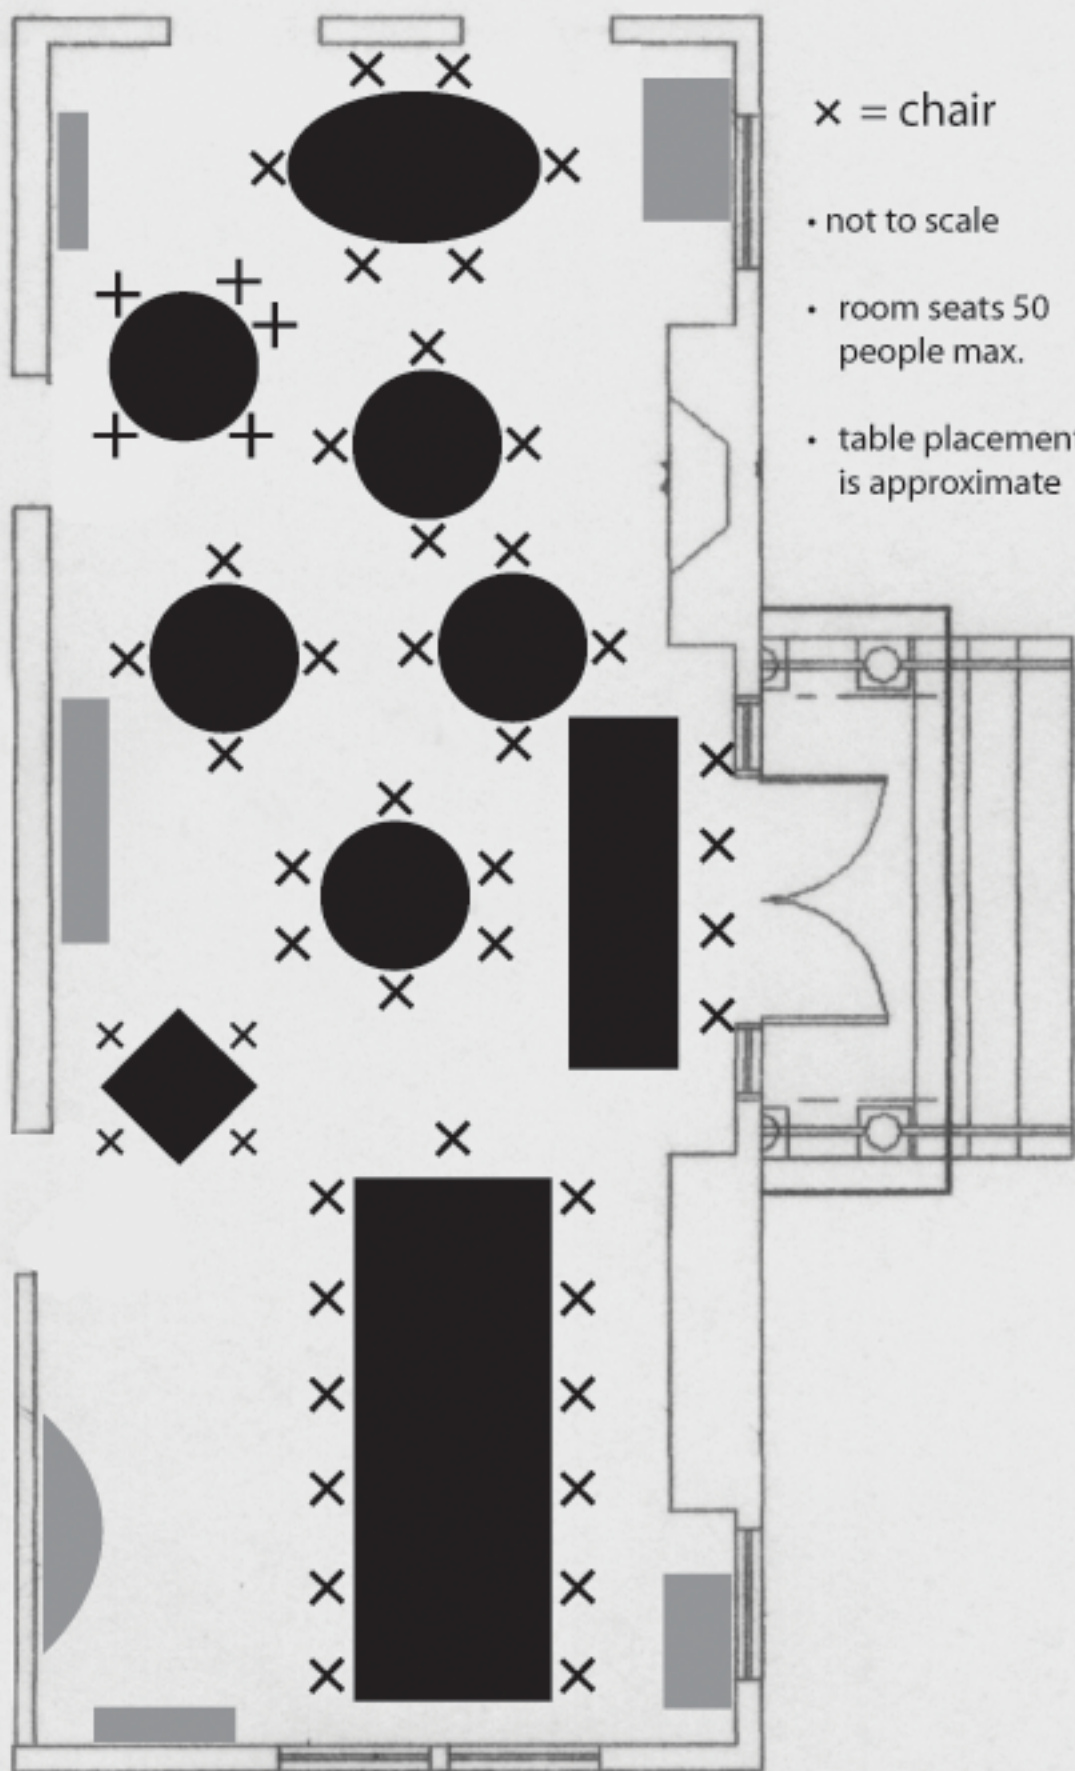 × = chair
• not to scale
• room seats 50
people max.
• table placement
is approximate